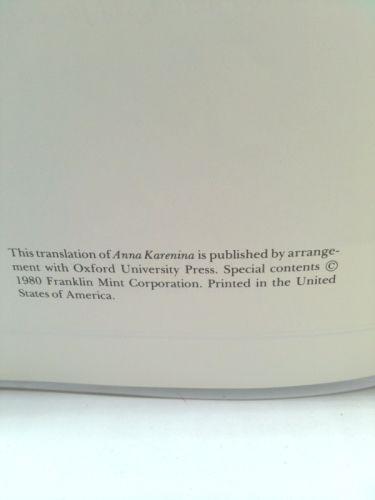 This translation of Anna Karenina is published by arrange-
ment with Oxford University Press. Special contents ©
1980 Franklin Mint Corporation. Printed in the United
States of America.